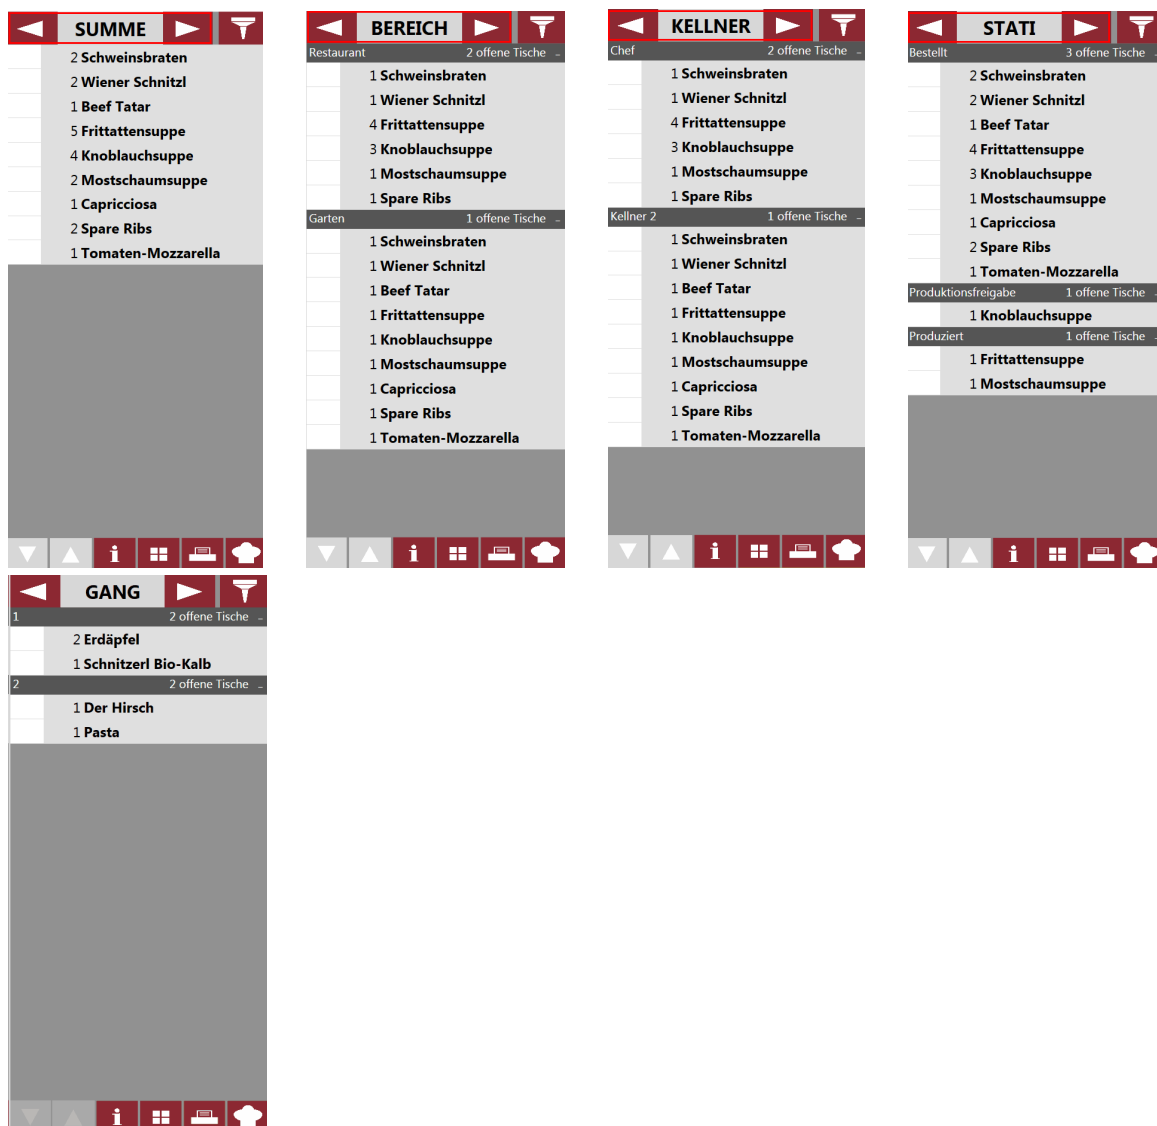 SUMME
2 Schweinsbraten
2 Wiener Schnitzl
1 Beef Tatar
5 Frittattensuppe
4 Knoblauchsuppe
2 Mostschaumsuppe
1 Capricciosa
2 Spare Ribs
1 Tomaten-Mozzarella
BEREICH
Restaurant 2 offene Tische
1 Schweinsbraten
1 Wiener Schnitzl
4 Frittattensuppe
3 Knoblauchsuppe
1 Mostschaumsuppe
1 Spare Ribs
Garten 1 offene Tische
1 Schweinsbraten
1 Wiener Schnitzl
1 Beef Tatar
1 Frittattensuppe
1 Knoblauchsuppe
1 Mostschaumsuppe
1 Capricciosa
1 Spare Ribs
1 Tomaten-Mozzarella
KELLNER
Chef 2 offene Tische
1 Schweinsbraten
1 Wiener Schnitzl
4 Frittattensuppe
3 Knoblauchsuppe
1 Mostschaumsuppe
1 Spare Ribs
Kellner 2 1 offene Tische
1 Schweinsbraten
1 Wiener Schnitzl
1 Beef Tatar
1 Frittattensuppe
1 Knoblauchsuppe
1 Mostschaumsuppe
1 Capricciosa
1 Spare Ribs
1 Tomaten-Mozzarella
STATI
Bestellt 3 offene Tische
2 Schweinsbraten
2 Wiener Schnitzl
1 Beef Tatar
4 Frittattensuppe
3 Knoblauchsuppe
1 Mostschaumsuppe
1 Capricciosa
2 Spare Ribs
1 Tomaten-Mozzarella
Produktionsfreigabe 1 offene Tische
1 Knoblauchsuppe
Produziert 1 offene Tische
1 Frittattensuppe
1 Mostschaumsuppe
GANG
1 2 offene Tische
2 Erdäpfel
1 Schnitzerl Bio-Kalb
2 2 offene Tische
1 Der Hirsch
1 Pasta